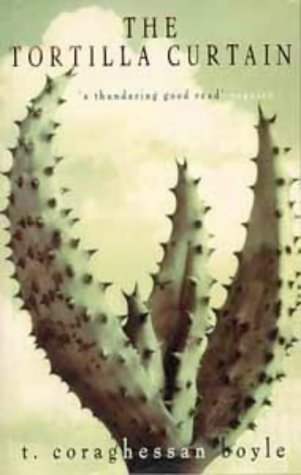 THE
TORTILLA CURTAIN
'a thundering good read'
t. coraghessan boyle